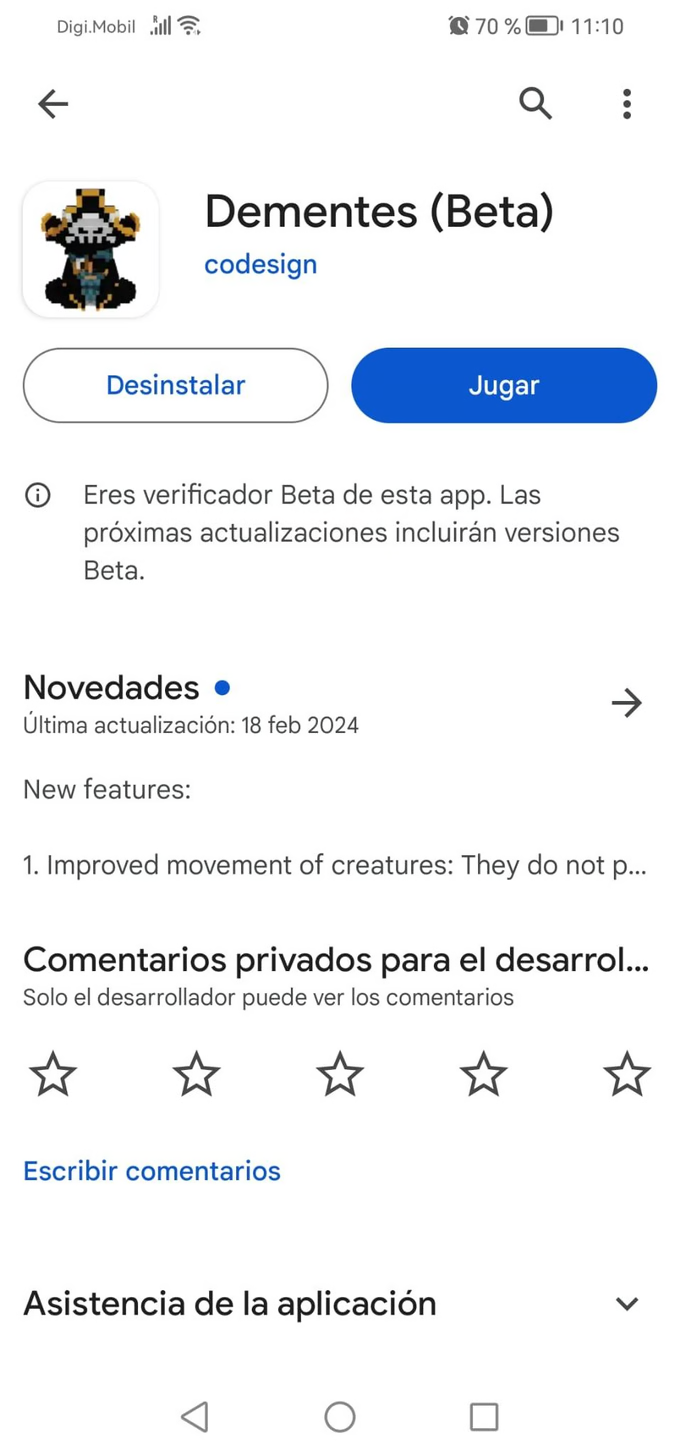 Digi.Mobil R 70 % 11:10
Dementes (Beta)
codesign
Desinstalar
Jugar
Eres verificador Beta de esta app. Las
próximas actualizaciones incluirán versiones
Beta.
Novedades
Última actualización: 18 feb 2024
New features:
1. Improved movement of creatures: They do not p...
Comentarios privados para el desarrol...
Solo el desarrollador puede ver los comentarios
Escribir comentarios
Asistencia de la aplicación